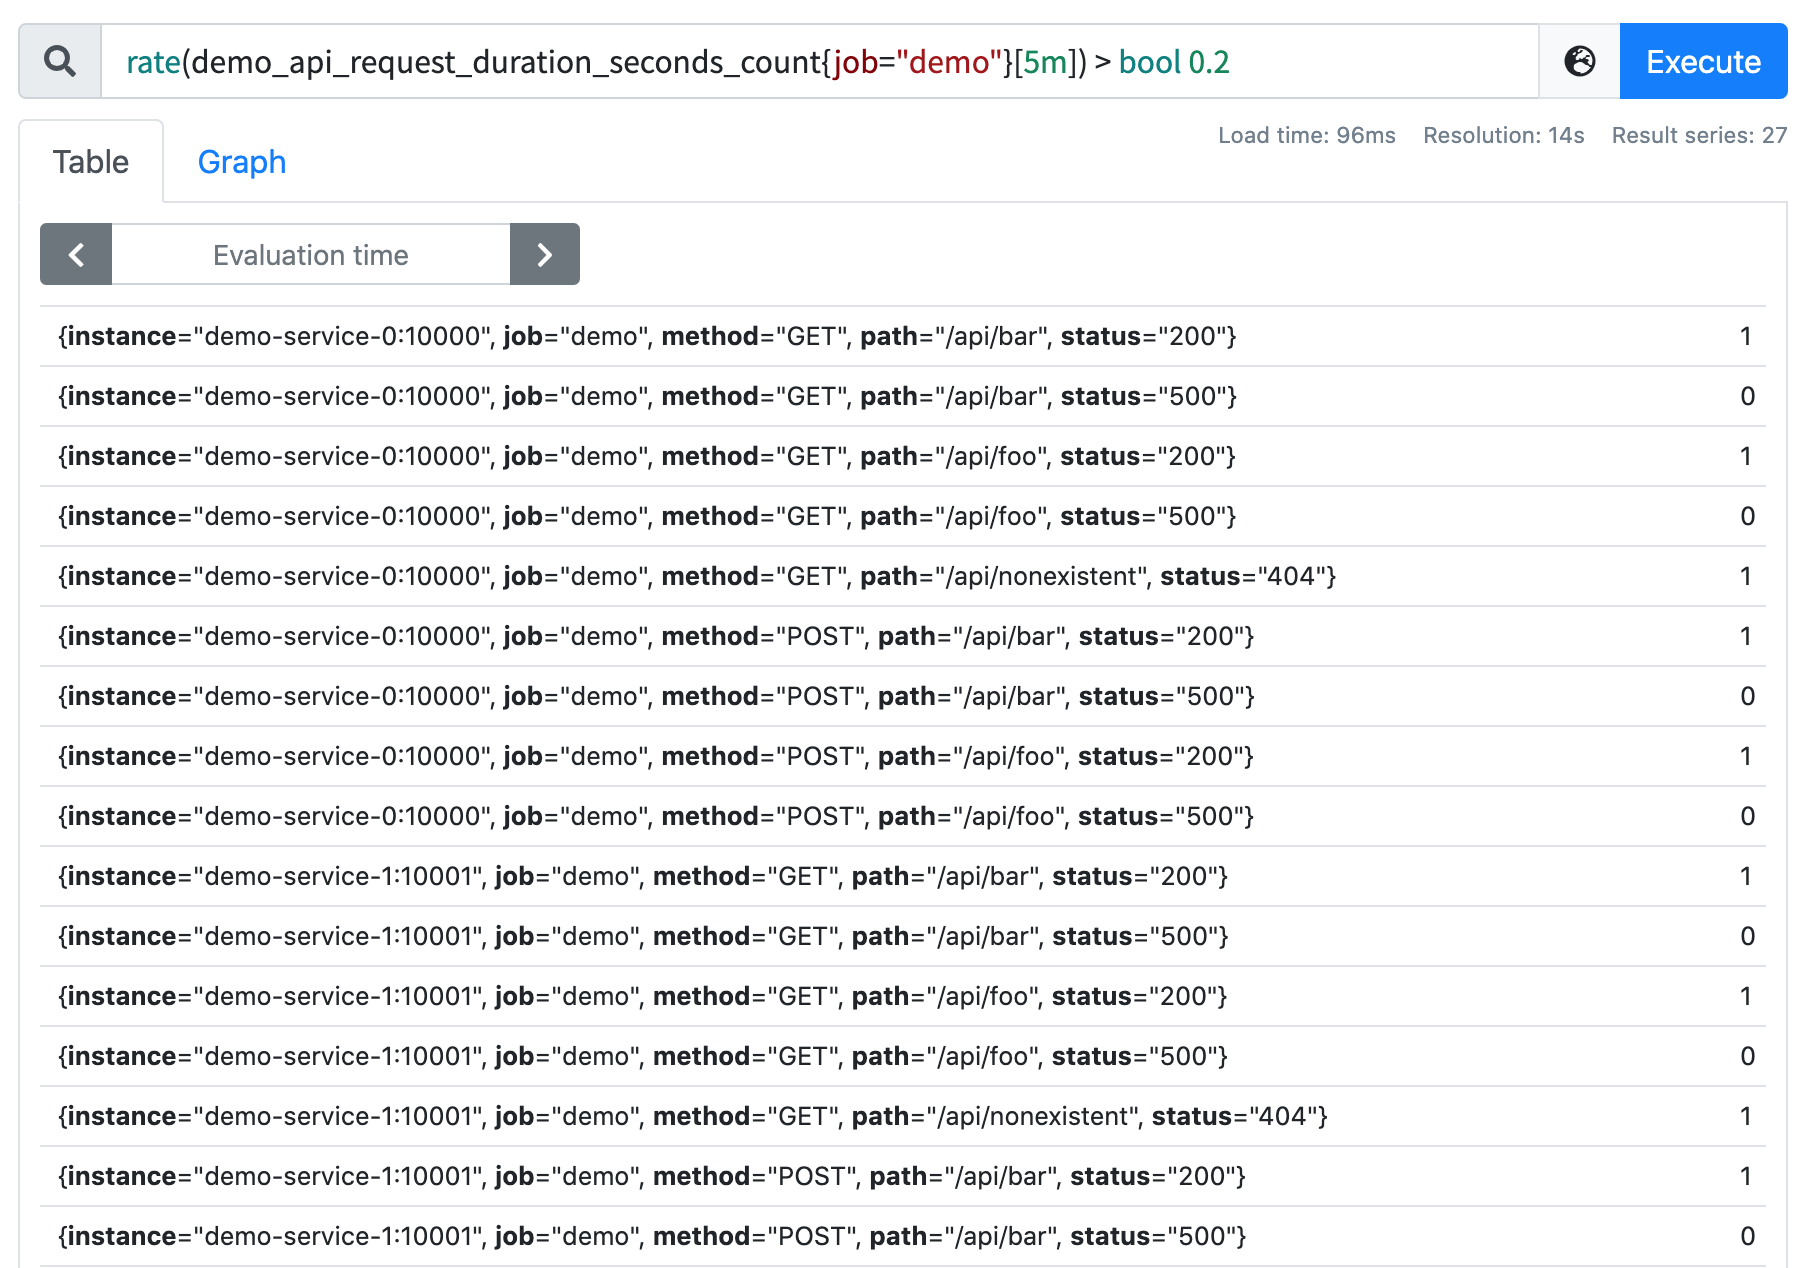 rate(demo_api_request_duration_seconds_count{job="demo"}[5m]) > bool 0.2
Execute
Load time: 96ms Resolution: 14s Result series: 27
Table Graph
Evaluation time
{instance="demo-service-0:10000", job="demo", method="GET", path="/api/bar", status="200"} 1
{instance="demo-service-0:10000", job="demo", method="GET", path="/api/bar", status="500"} 0
{instance="demo-service-0:10000", job="demo", method="GET", path="/api/foo", status="200"} 1
{instance="demo-service-0:10000", job="demo", method="GET", path="/api/foo", status="500"} 0
{instance="demo-service-0:10000", job="demo", method="GET", path="/api/nonexistent", status="404"} 1
{instance="demo-service-0:10000", job="demo", method="POST", path="/api/bar", status="200"} 1
{instance="demo-service-0:10000", job="demo", method="POST", path="/api/bar", status="500"} 0
{instance="demo-service-0:10000", job="demo", method="POST", path="/api/foo", status="200"} 1
{instance="demo-service-0:10000", job="demo", method="POST", path="/api/foo", status="500"} 0
{instance="demo-service-1:10001", job="demo", method="GET", path="/api/bar", status="200"} 1
{instance="demo-service-1:10001", job="demo", method="GET", path="/api/bar", status="500"} 0
{instance="demo-service-1:10001", job="demo", method="GET", path="/api/foo", status="200"} 1
{instance="demo-service-1:10001", job="demo", method="GET", path="/api/foo", status="500"} 0
{instance="demo-service-1:10001", job="demo", method="GET", path="/api/nonexistent", status="404"} 1
{instance="demo-service-1:10001", job="demo", method="POST", path="/api/bar", status="200"} 1
{instance="demo-service-1:10001", job="demo", method="POST", path="/api/bar", status="500"} 0